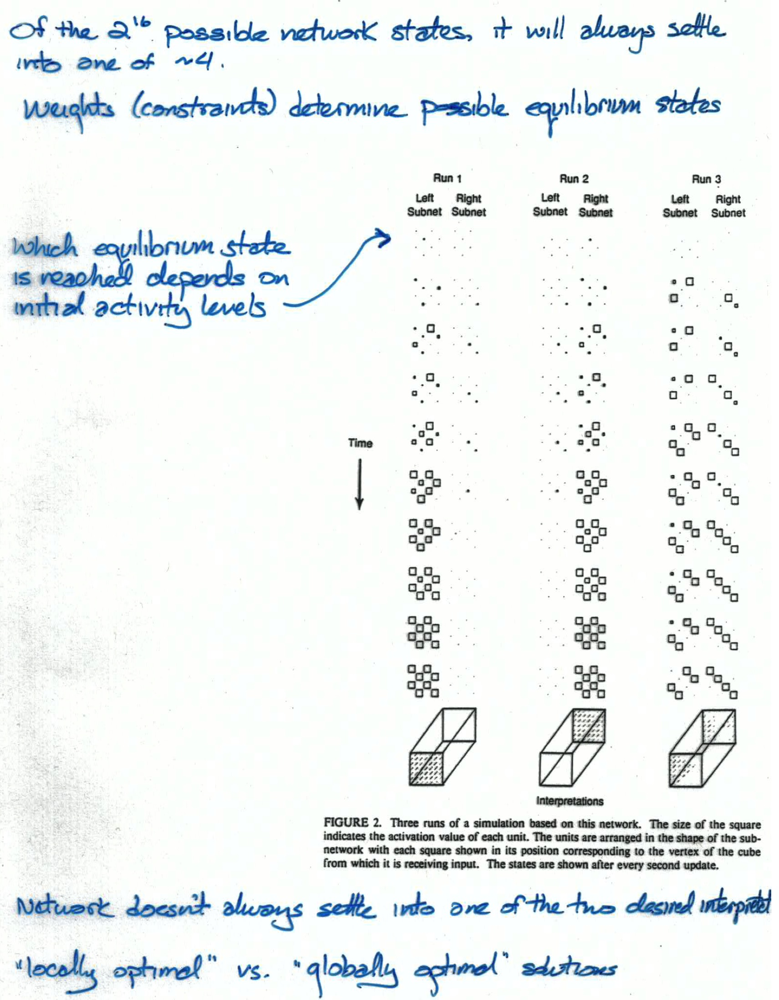 Of the 2^16 possible network states, it will always settle
into one of ~4.
Weights (constraints) determine possible equilibrium states
Run 1 Run 2 Run 3
Left Right Left Right Left Right
Subnet Subnet Subnet Subnet Subnet Subnet
Which equilibrium state
is reached depends on
initial activity levels
Time
Interpretations
FIGURE 2. Three runs of a simulation based on this network. The size of the square
indicates the activation value of each unit. The units are arranged in the shape of the sub-
network with each square shown in its position corresponding to the vertex of the cube
from which it is receiving input. The states are shown after every second update.
Network doesn't always settle into one of the two desired
"locally optimal" vs. "globally optimal" solutions